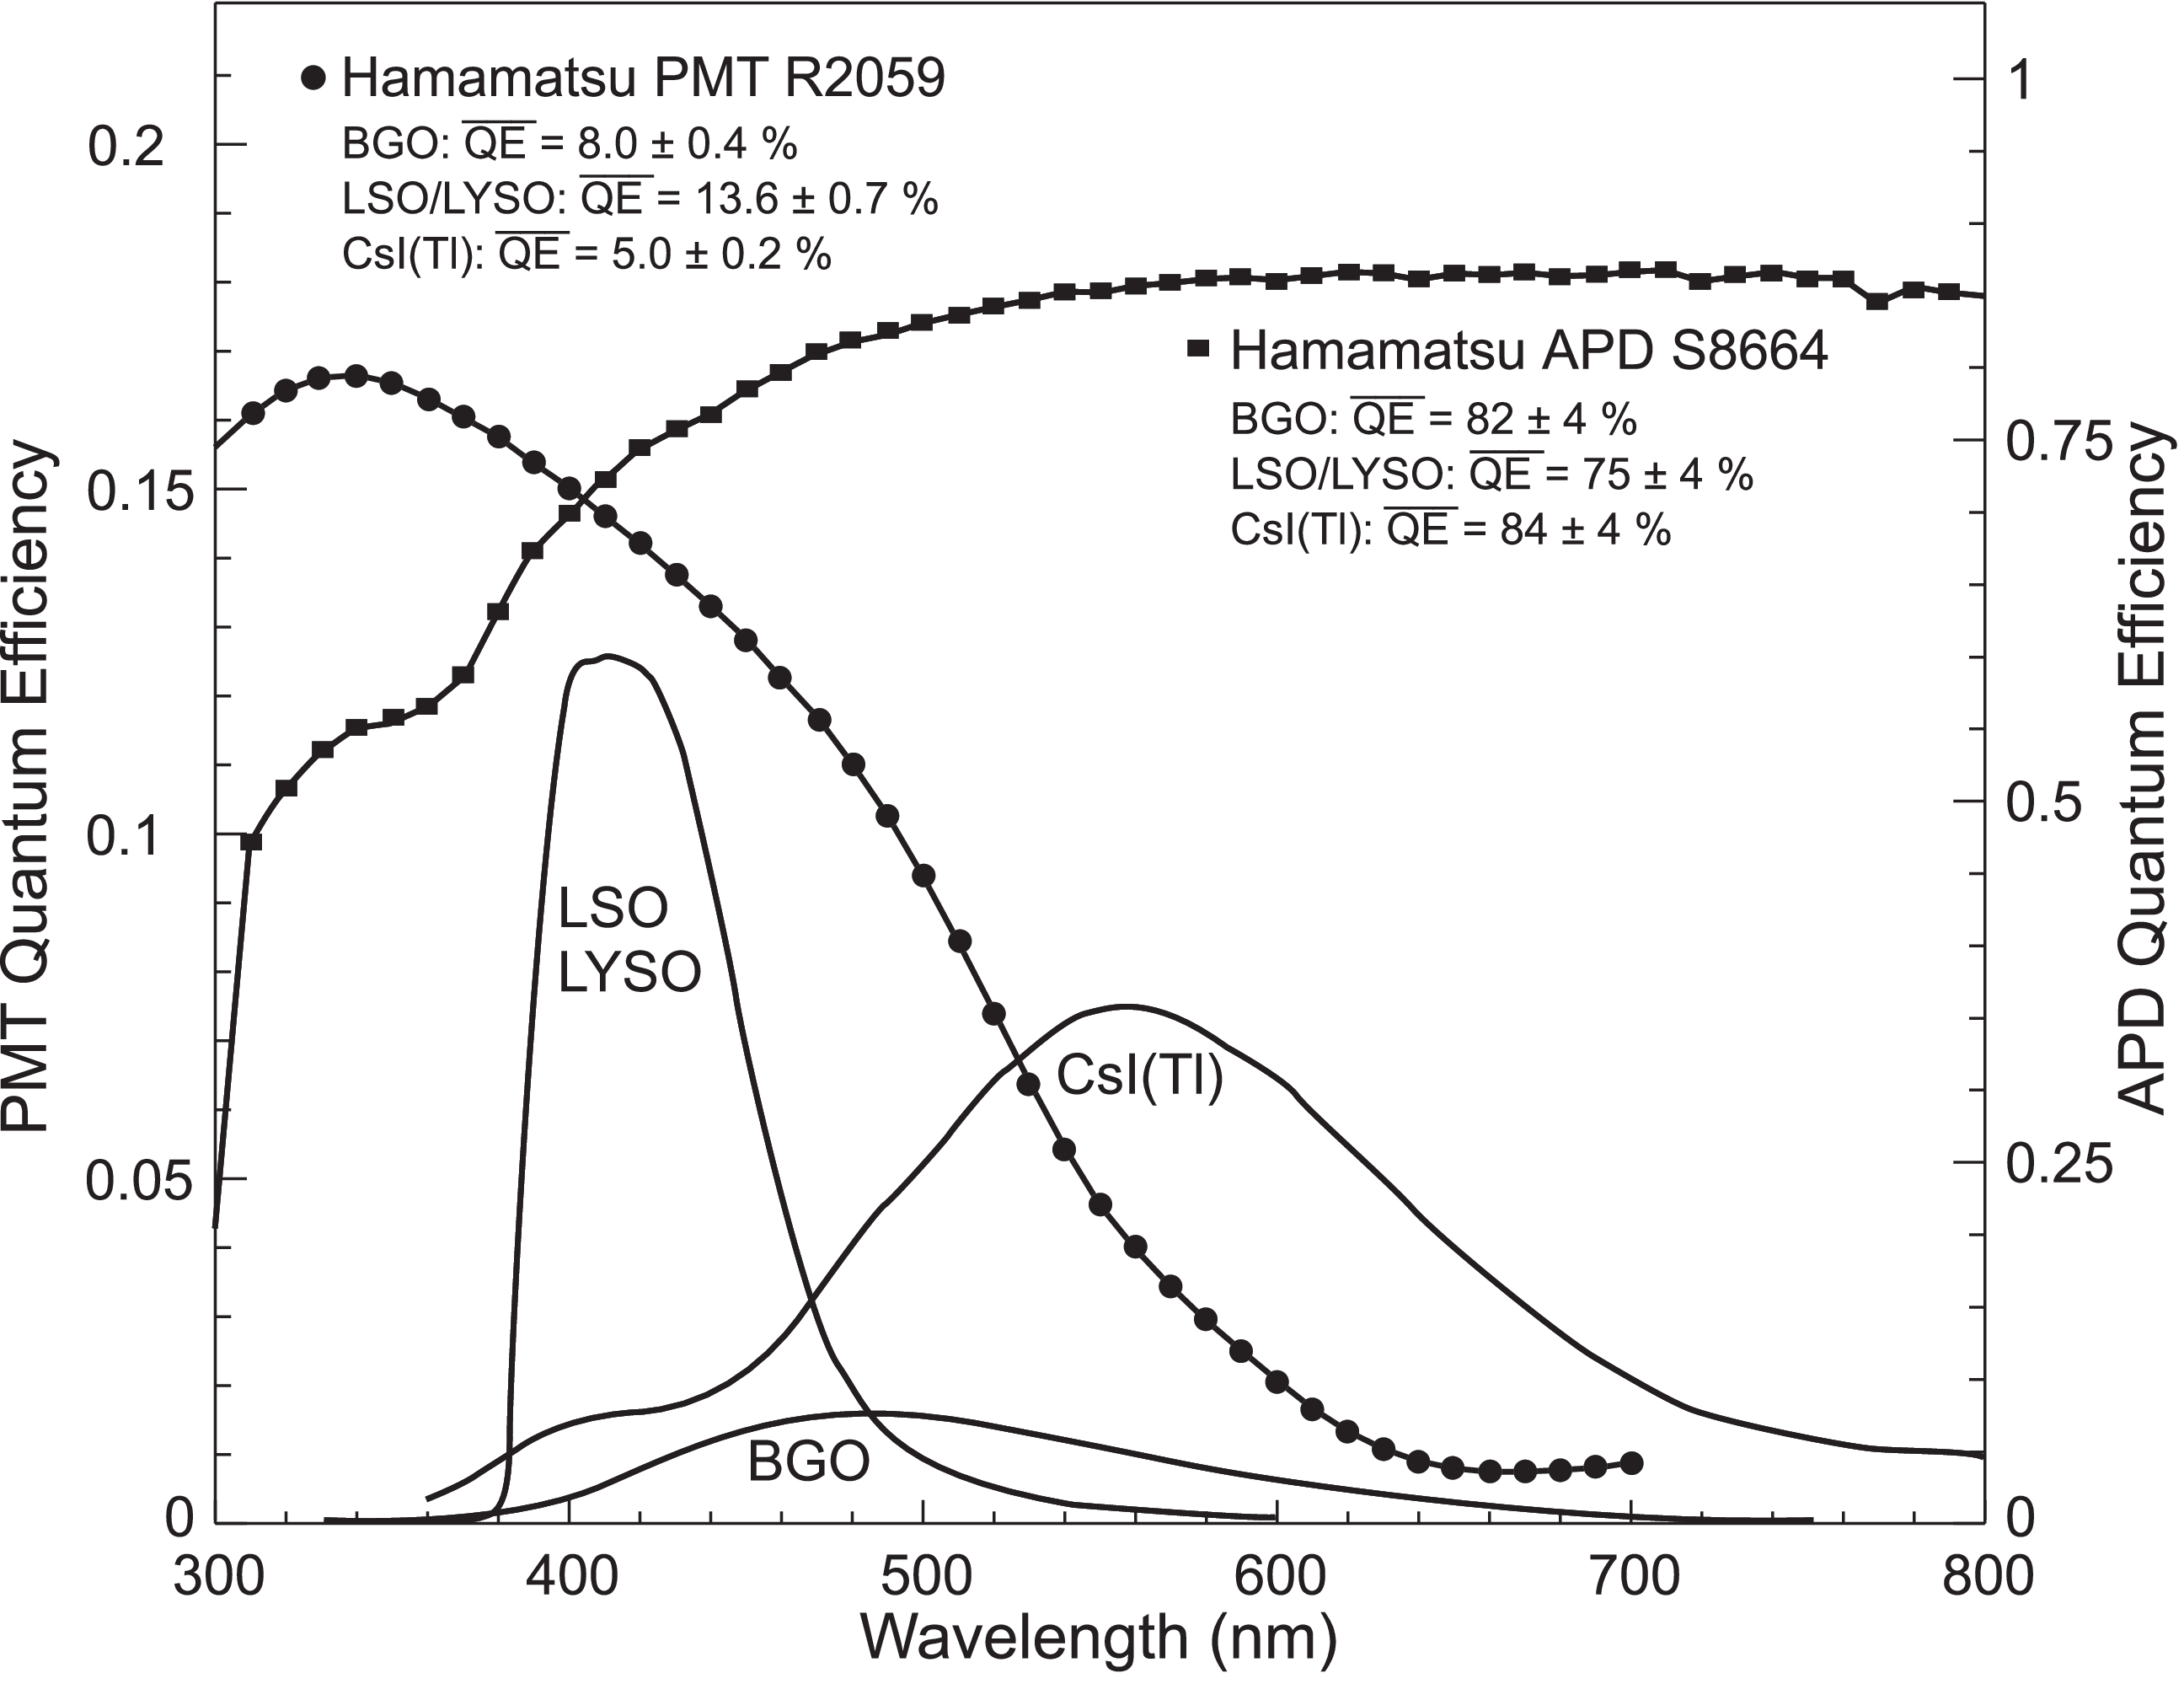 Hamamatsu PMT R2059
BGO: QE = 8.0 ± 0.4 %
LSO/LYSO: QE = 13.6 ± 0.7 %
CsI(Tl): QE = 5.0 ± 0.2 %
Hamamatsu APD S8664
BGO: QE = 82 ± 4 %
LSO/LYSO: QE = 75 ± 4 %
CsI(Tl): QE = 84 ± 4 %
LSO
LYSO
CsI(Tl)
BGO
PMT Quantum Efficiency
0.2
0.15
0.1
0.05
0
APD Quantum Efficiency
1
0.75
0.5
0.25
0
300 400 500 600 700 800
Wavelength (nm)